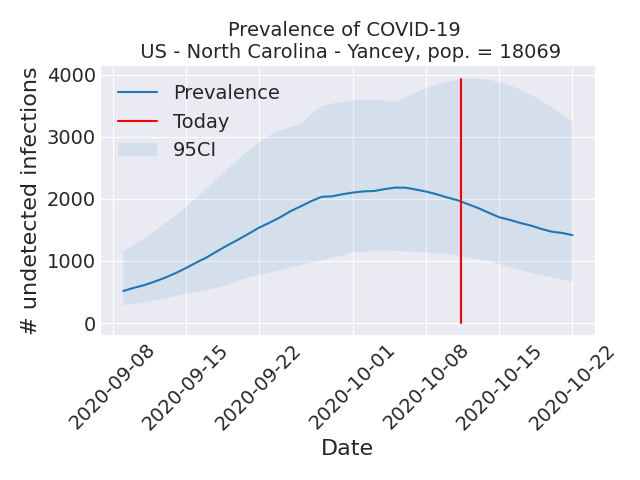 Prevalence of COVID-19
US - North Carolina - Yancey, pop. = 18069
# undetected infections
4000
3000
2000
1000
0
Prevalence
Today
95CI
2020-09-08
2020-09-15
2020-09-22
2020-10-01
2020-10-08
2020-10-15
2020-10-22
Date